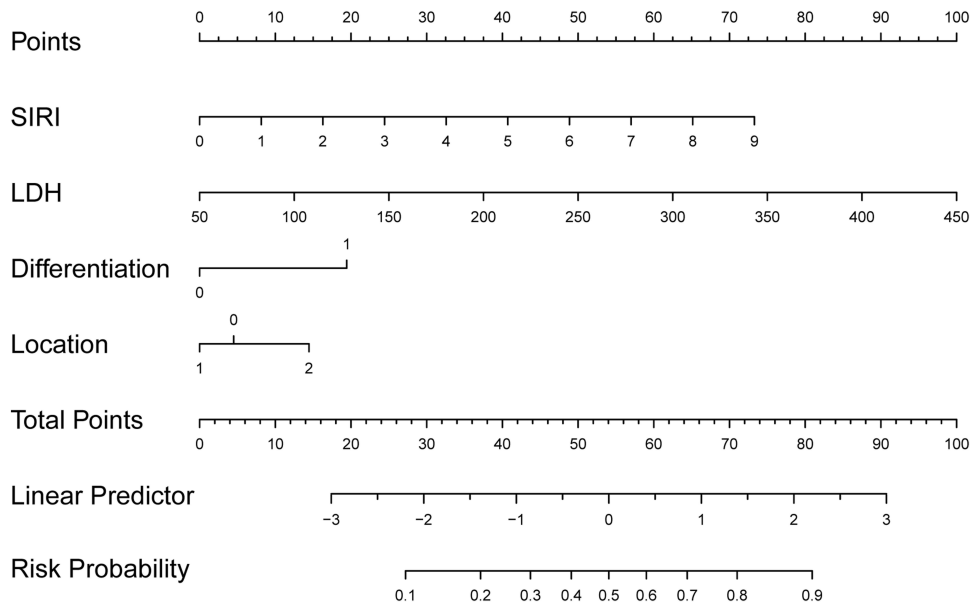 0 10 20 30 40 50 60 70 80 90 100
Points
SIRI
0 1 2 3 4 5 6 7 8 9
LDH
50 100 150 200 250 300 350 400 450
1
Differentiation
0
0
Location
1 2
Total Points
0 10 20 30 40 50 60 70 80 90 100
Linear Predictor
−3 −2 −1 0 1 2 3
Risk Probability
0.1 0.2 0.3 0.4 0.5 0.6 0.7 0.8 0.9